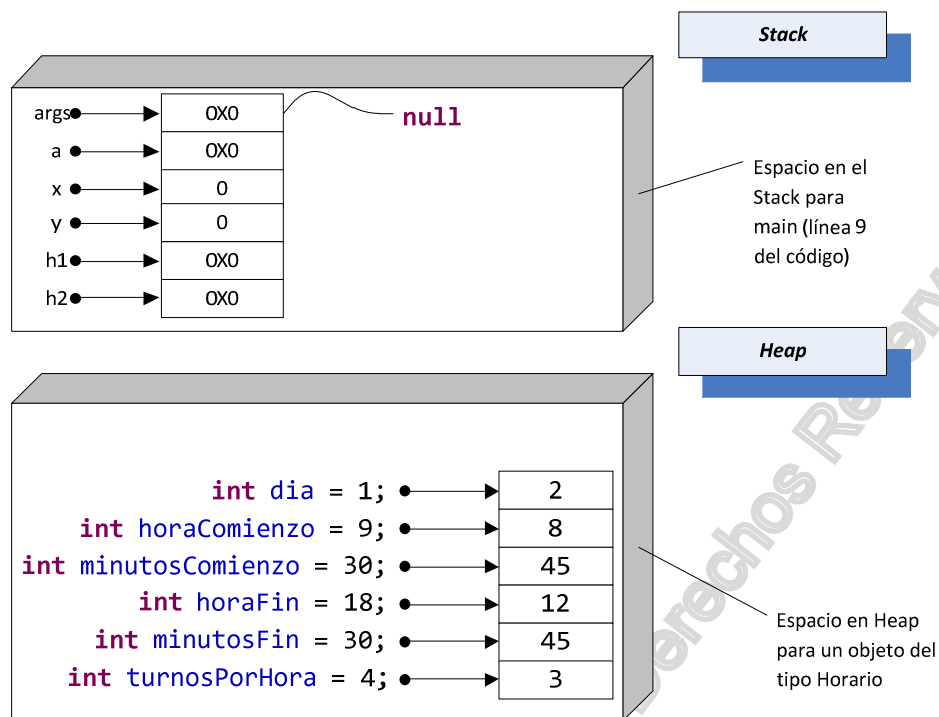 Stack
args 0X0 null
a 0X0
x 0
y 0
h1 0X0
h2 0X0
Espacio en el
Stack para
main (línea 9
del código)
Heap
int dia = 1; 2
int horaComienzo = 9; 8
int minutosComienzo = 30; 45
int horaFin = 18; 12
int minutosFin = 30; 45
int turnosPorHora = 4; 3
Espacio en Heap
para un objeto del
tipo Horario
Derechos